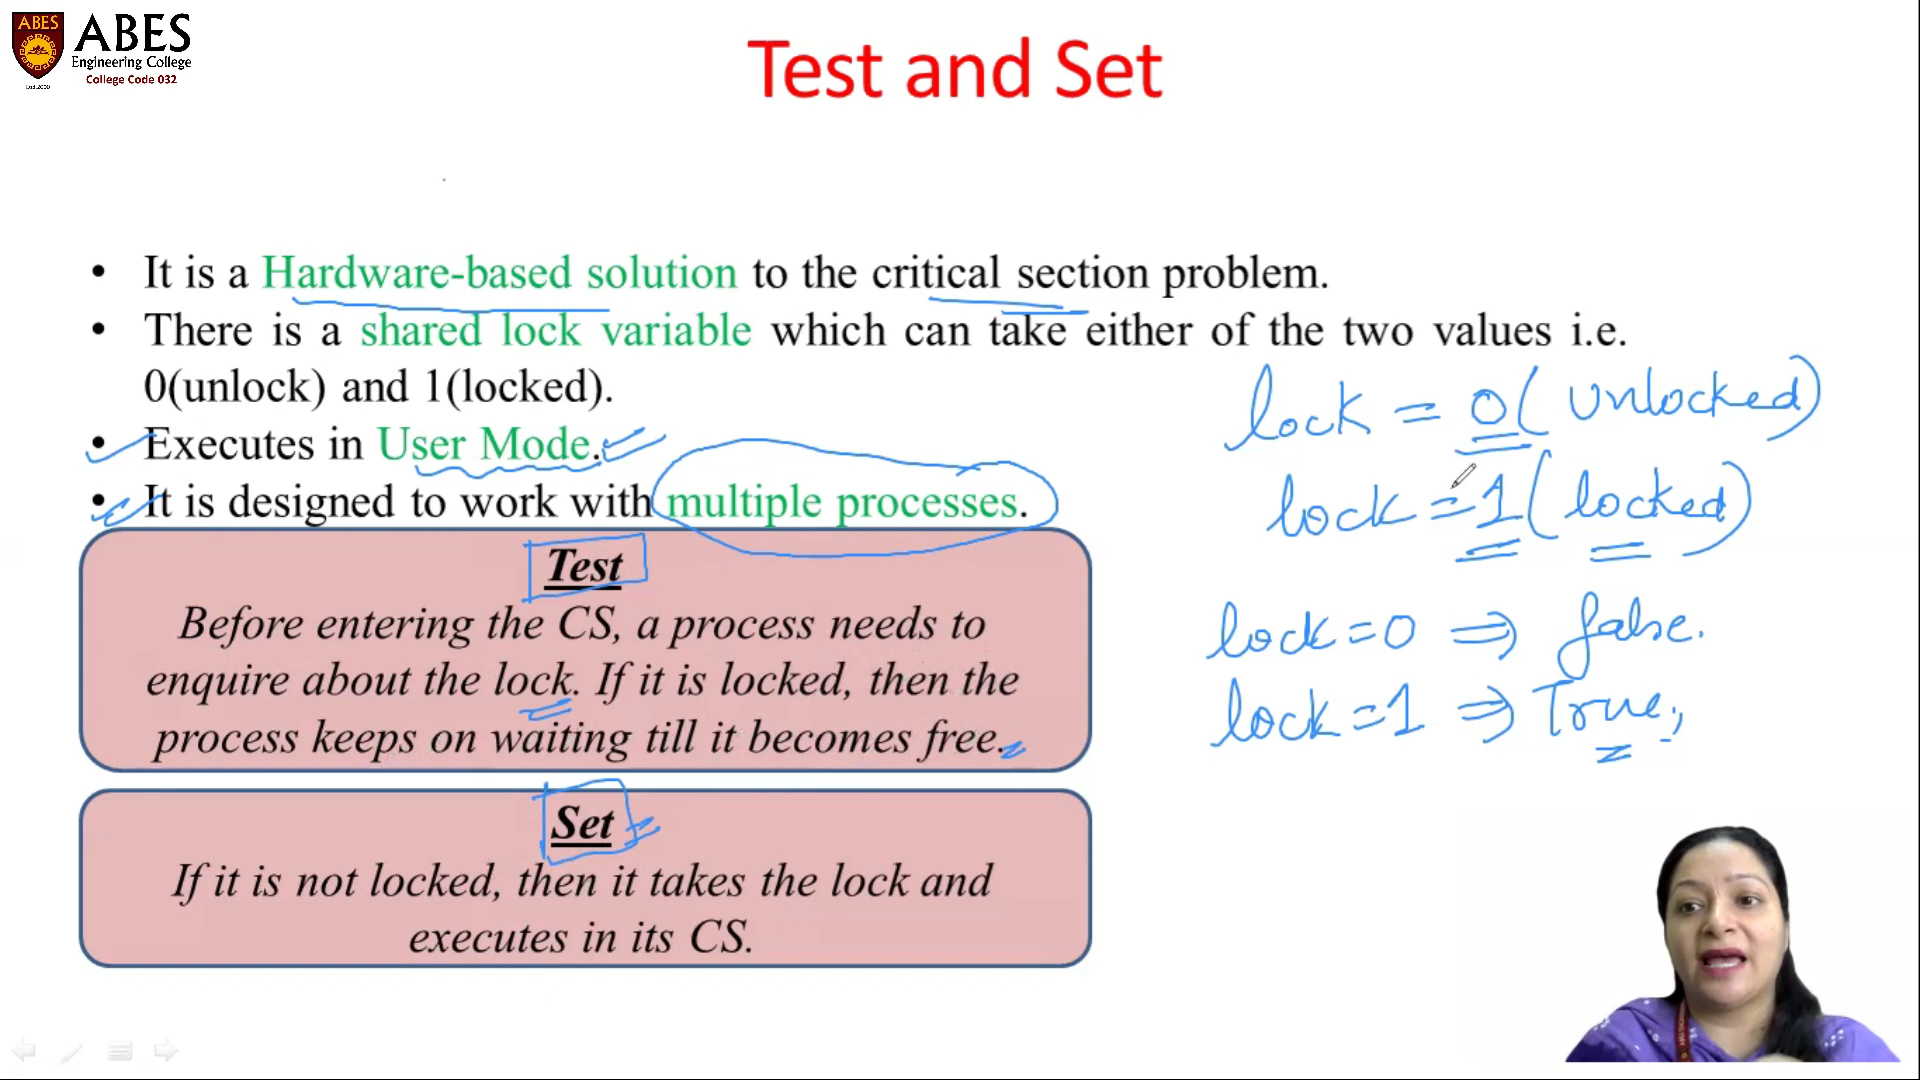 ABES
ABES
Engineering College
College Code 032
Test and Set
• It is a Hardware-based solution to the critical section problem.
• There is a shared lock variable which can take either of the two values i.e.
0(unlock) and 1(locked).
• Executes in User Mode.
• It is designed to work with multiple processes.
lock = 0 (unlocked)
lock = 1 (locked)
lock = 0 ⇒ false.
lock = 1 ⇒ True;
Test
Before entering the CS, a process needs to
enquire about the lock. If it is locked, then the
process keeps on waiting till it becomes free.
Set
If it is not locked, then it takes the lock and
executes in its CS.